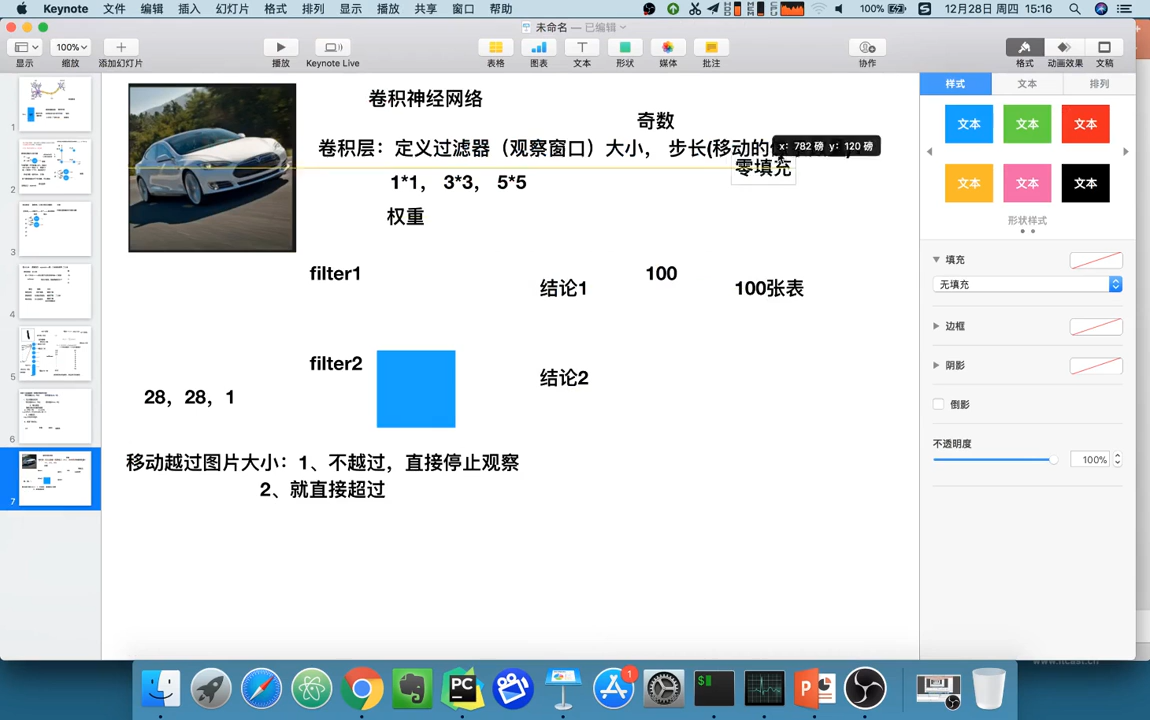 Keynote 文件 编辑 插入 幻灯片 格式 排列 显示 播放 共享 窗口 帮助 100% 12月28日 周四 15:16
未命名 — 已编辑
100%
显示 缩放 添加幻灯片 播放 Keynote Live 表格 图表 文本 形状 媒体 批注 协作 格式 动画效果 文稿
样式 文本 排列
文本 文本 文本
文本 文本 文本
形状样式
填充
无填充
边框
阴影
倒影
不透明度
100%
1
2
3
4
5
6
7
卷积神经网络
奇数
卷积层：定义过滤器（观察窗口）大小， 步长(移动的
x: 782 磅 y: 120 磅
零填充
1*1， 3*3， 5*5
权重
filter1
结论1
100
100张表
filter2
结论2
28，28，1
移动越过图片大小：1、不越过，直接停止观察
2、就直接超过
PC
1
$
P